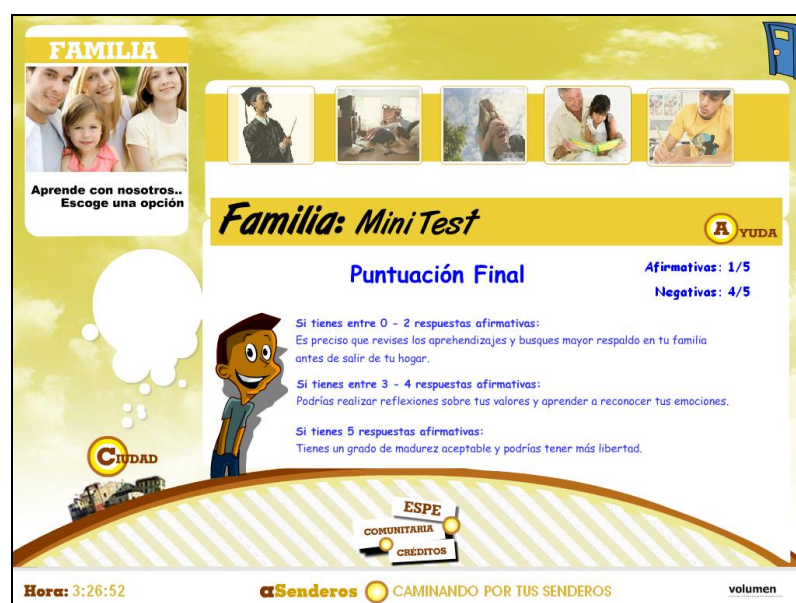 FAMILIA
Aprende con nosotros..
Escoge una opción
Familia: Mini Test
AYUDA
Puntuación Final
Afirmativas: 1/5
Negativas: 4/5
Si tienes entre 0 - 2 respuestas afirmativas:
Es preciso que revises los aprehendizajes y busques mayor respaldo en tu familia
antes de salir de tu hogar.
Si tienes entre 3 - 4 respuestas afirmativas:
Podrías realizar reflexiones sobre tus valores y aprender a reconocer tus emociones.
Si tienes 5 respuestas afirmativas:
Tienes un grado de madurez aceptable y podrías tener más libertad.
CIUDAD
ESPE
COMUNITARIA
CRÉDITOS
Hora: 3:26:52
αSenderos CAMINANDO POR TUS SENDEROS
volumen